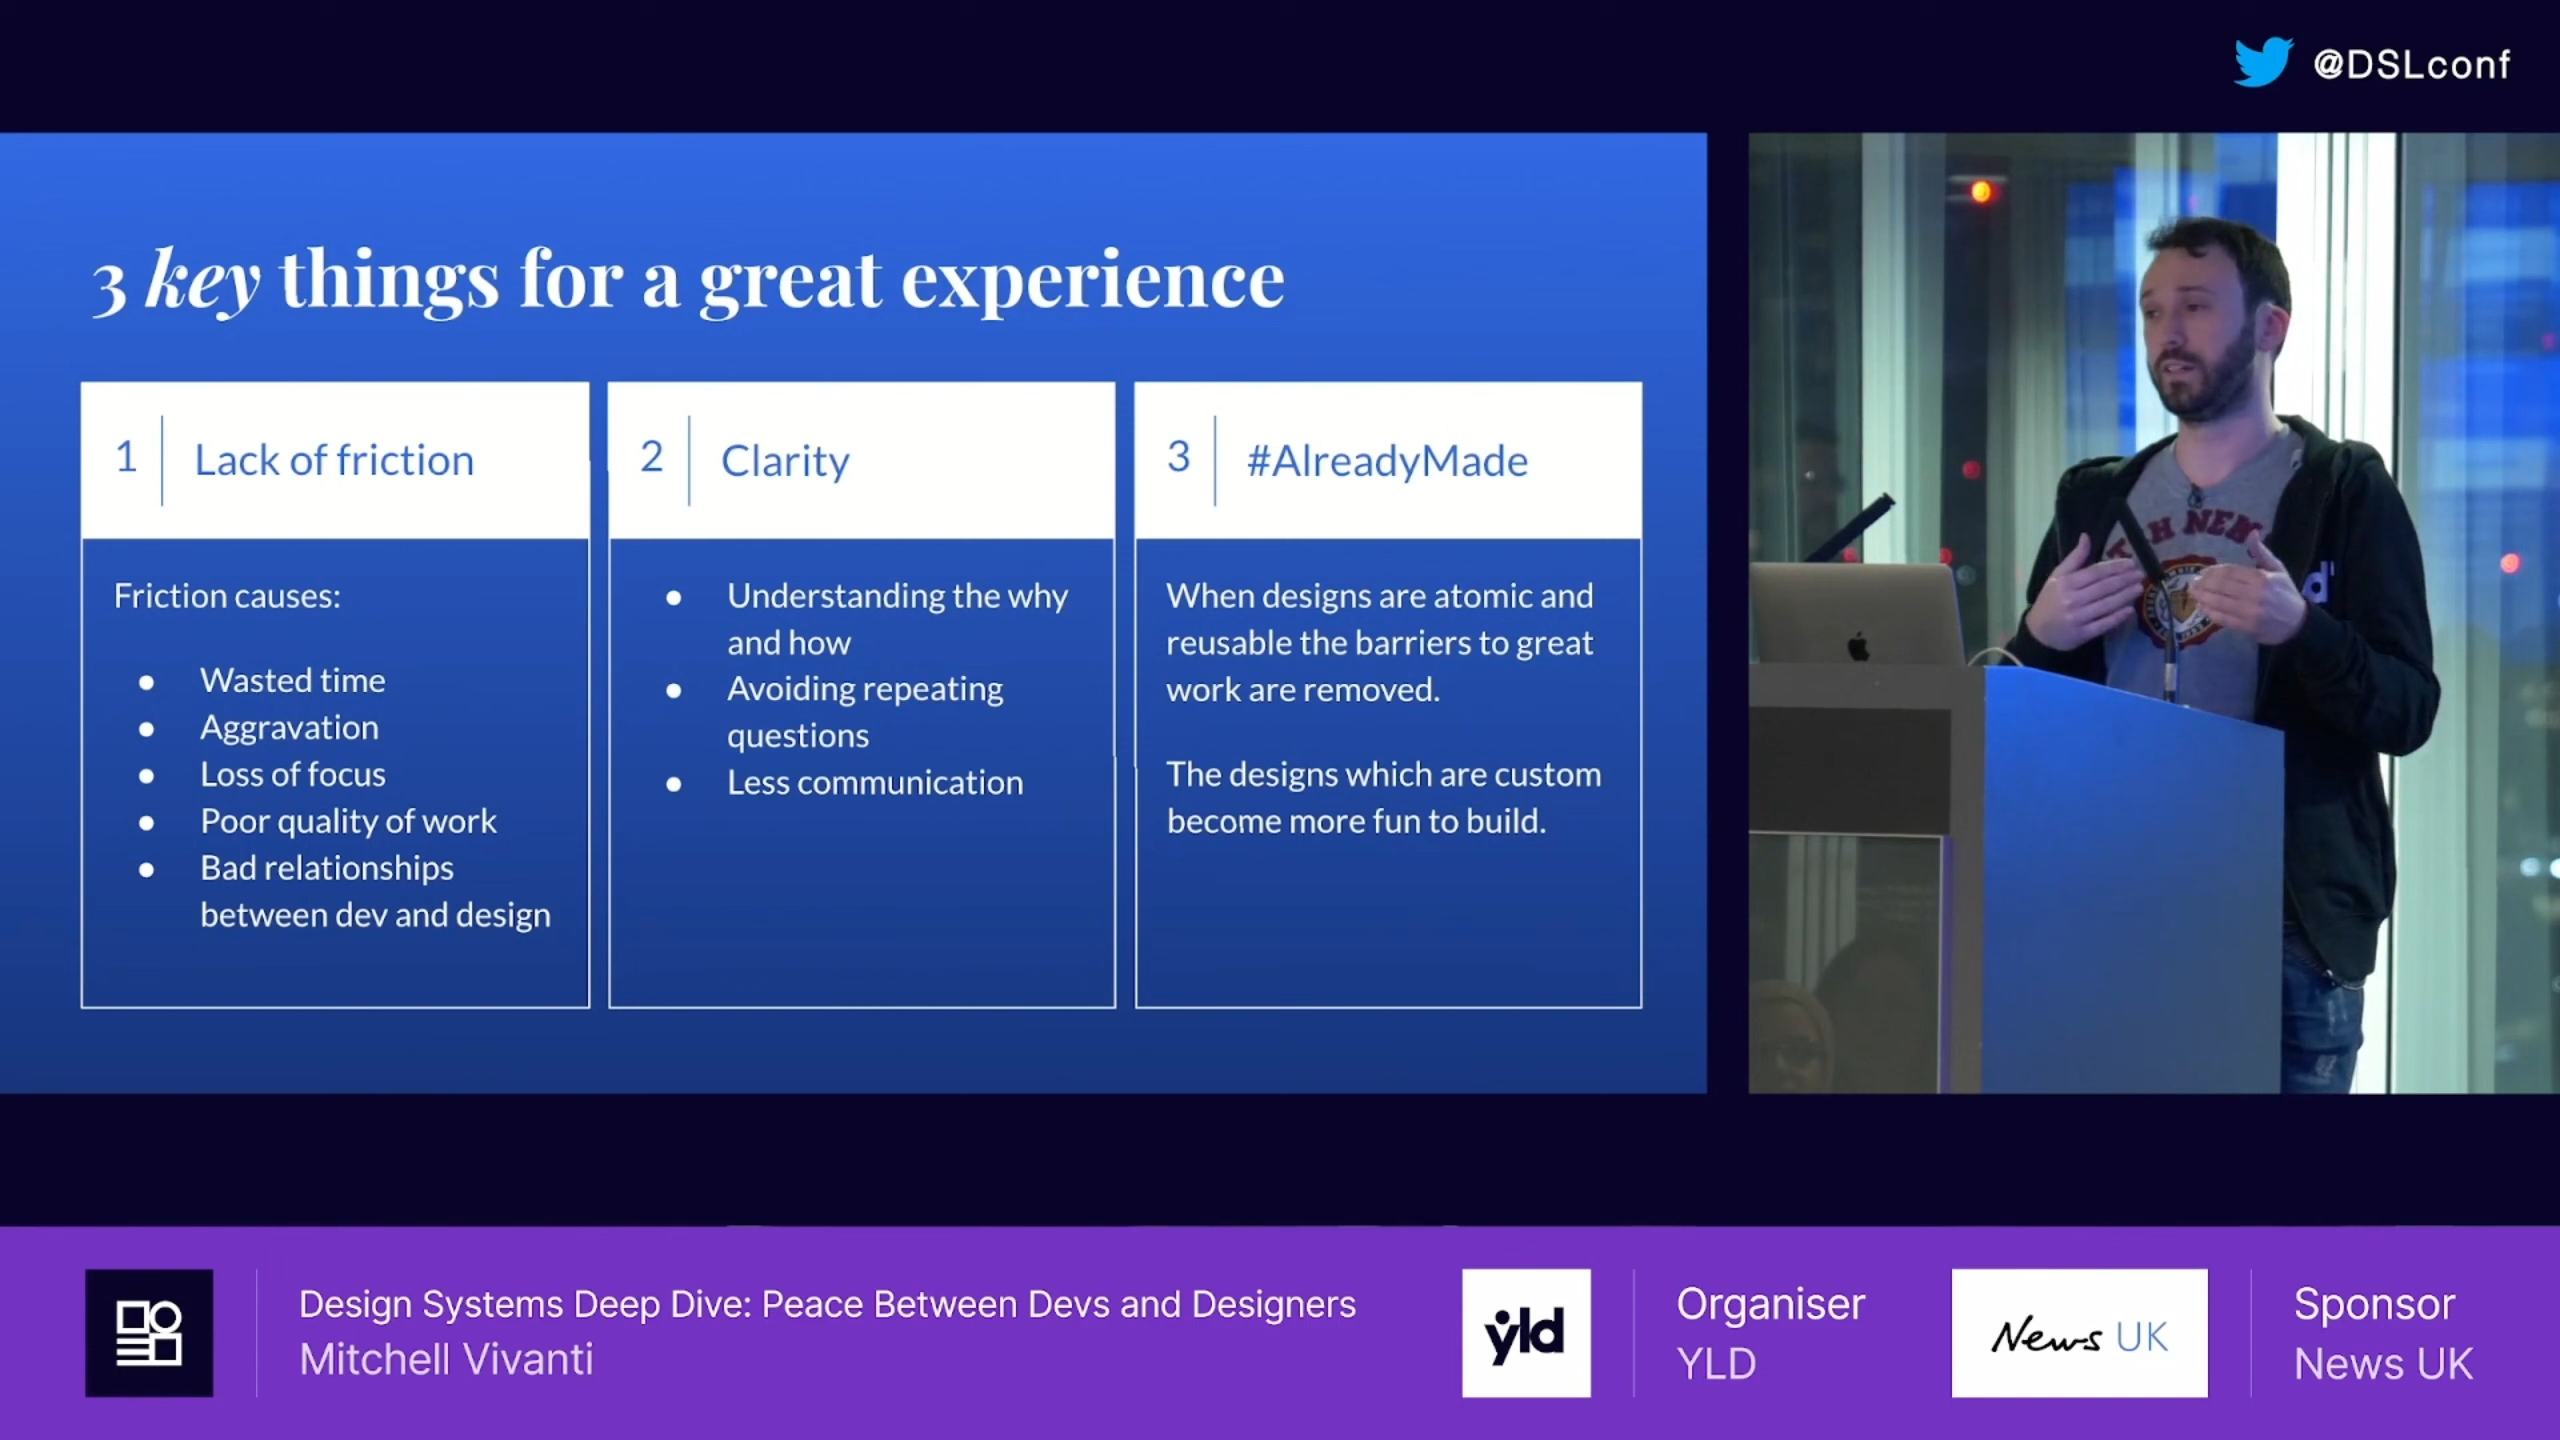 @DSLconf
3 key things for a great experience
1
Lack of friction
Friction causes:
● Wasted time
● Aggravation
● Loss of focus
● Poor quality of work
● Bad relationships
between dev and design
2
Clarity
● Understanding the why
and how
● Avoiding repeating
questions
● Less communication
3
#AlreadyMade
When designs are atomic and
reusable the barriers to great
work are removed.
The designs which are custom
become more fun to build.
Design Systems Deep Dive: Peace Between Devs and Designers
Mitchell Vivanti
yld
Organiser
YLD
News UK
Sponsor
News UK